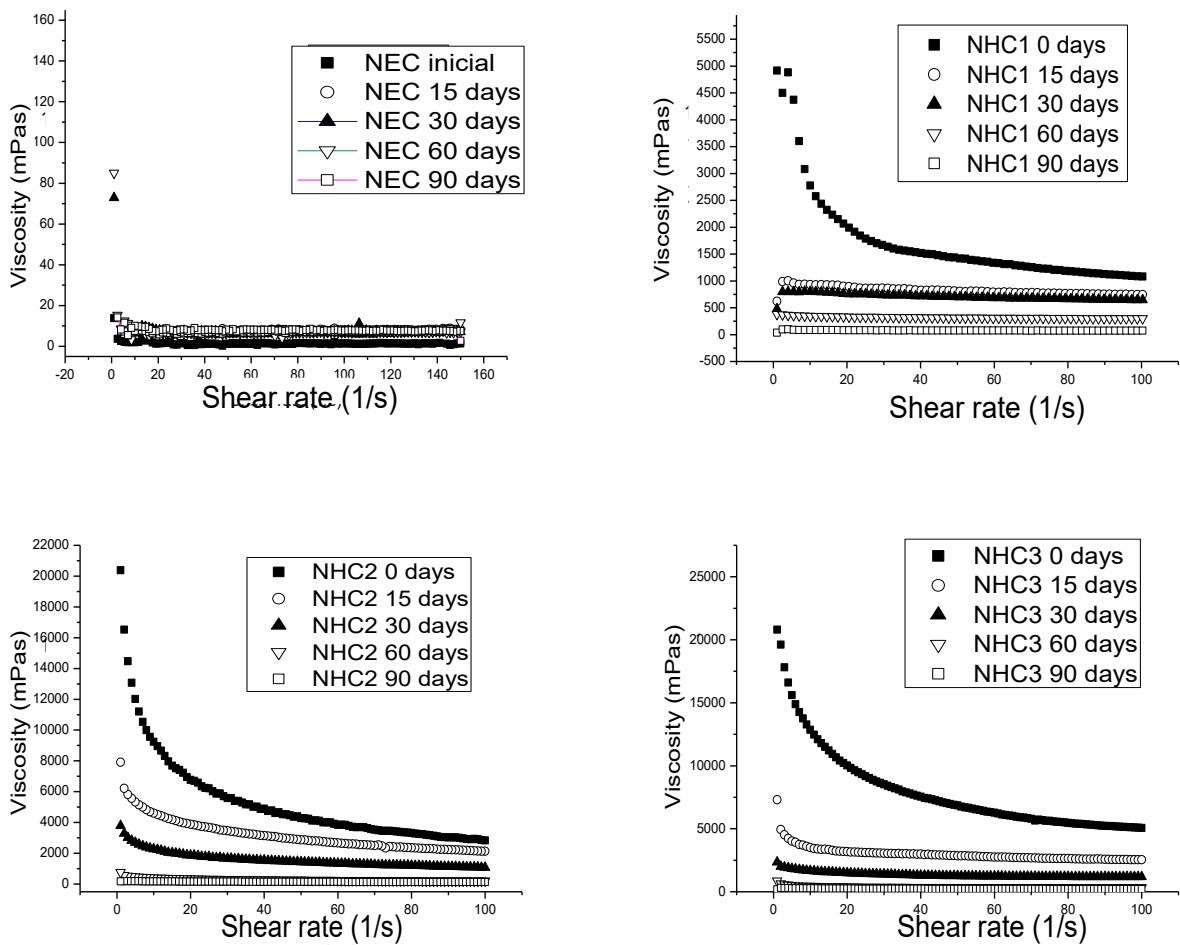 160
140
120
100
80
60
40
20
0
Viscosity (mPas)
NEC inicial
NEC 15 days
NEC 30 days
NEC 60 days
NEC 90 days
-20 0 20 40 60 80 100 120 140 160
Shear rate (1/s)
5500
5000
4500
4000
3500
3000
2500
2000
1500
1000
500
0
-500
Viscosity (mPas)
NHC1 0 days
NHC1 15 days
NHC1 30 days
NHC1 60 days
NHC1 90 days
0 20 40 60 80 100
Shear rate (1/s)
22000
20000
18000
16000
14000
12000
10000
8000
6000
4000
2000
0
Viscosity (mPas)
NHC2 0 days
NHC2 15 days
NHC2 30 days
NHC2 60 days
NHC2 90 days
0 20 40 60 80 100
Shear rate (1/s)
25000
20000
15000
10000
5000
0
Viscosity (mPas)
NHC3 0 days
NHC3 15 days
NHC3 30 days
NHC3 60 days
NHC3 90 days
0 20 40 60 80 100
Shear rate (1/s)